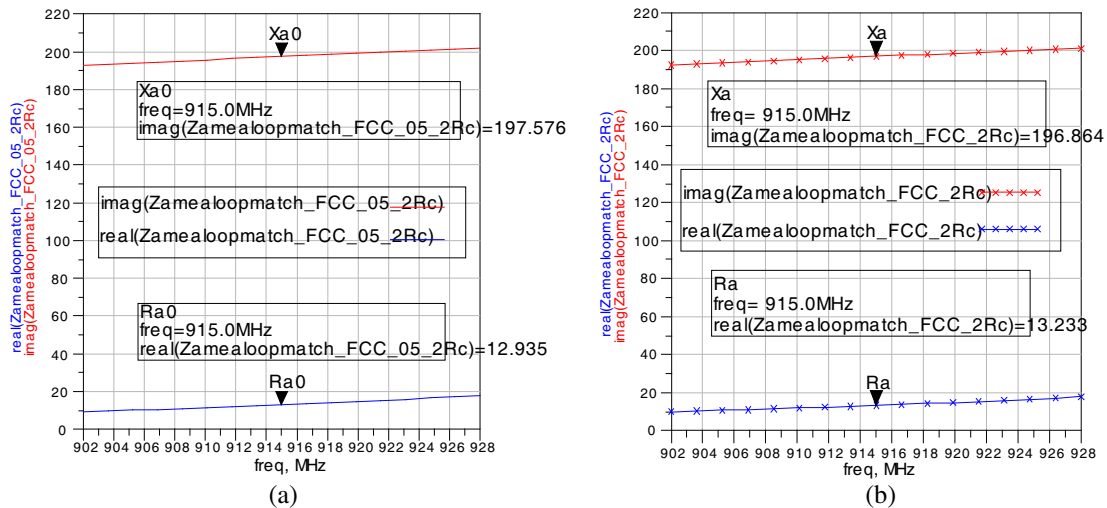 Xa0
220
200
180
160
140
120
100
80
60
40
20
0
real(Zamealoopmatch_FCC_05_2Rc)
imag(Zamealoopmatch_FCC_05_2Rc)
Xa0
freq=915.0MHz
imag(Zamealoopmatch_FCC_05_2Rc)=197.576
imag(Zamealoopmatch_FCC_05_2Rc)
real(Zamealoopmatch_FCC_05_2Rc)
Ra0
freq=915.0MHz
real(Zamealoopmatch_FCC_05_2Rc)=12.935
Ra0
902 904 906 908 910 912 914 916 918 920 922 924 926 928
freq, MHz
(a)
Xa
220
200
180
160
140
120
100
80
60
40
20
0
real(Zamealoopmatch_FCC_2Rc)
imag(Zamealoopmatch_FCC_2Rc)
Xa
freq= 915.0MHz
imag(Zamealoopmatch_FCC_2Rc)=196.864
imag(Zamealoopmatch_FCC_2Rc)
real(Zamealoopmatch_FCC_2Rc)
Ra
freq= 915.0MHz
real(Zamealoopmatch_FCC_2Rc)=13.233
Ra
902 904 906 908 910 912 914 916 918 920 922 924 926 928
freq, MHz
(b)